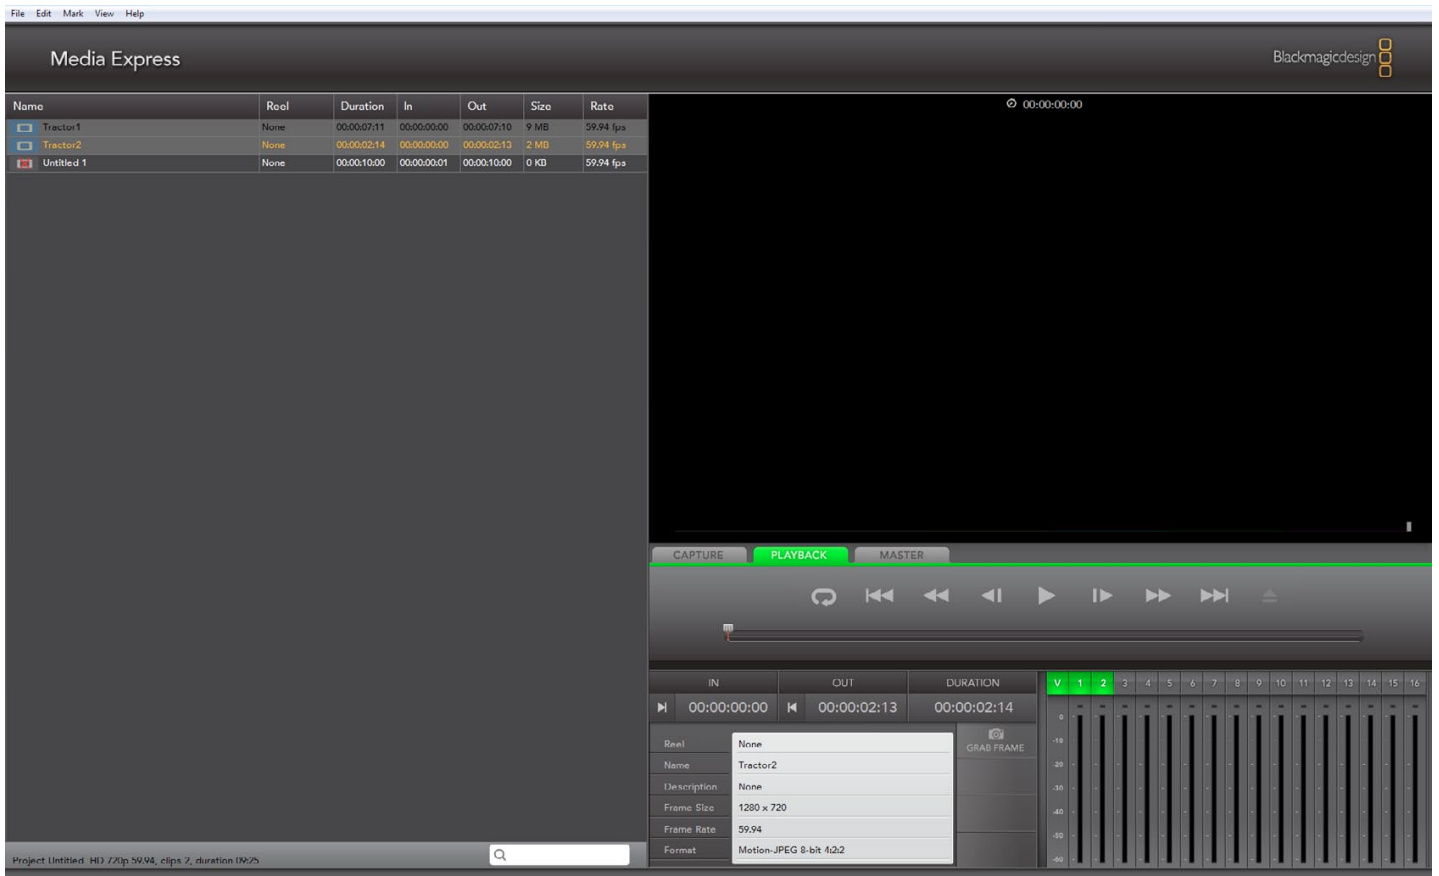 File Edit Mark View Help
Media Express
Blackmagicdesign
Name Reel Duration In Out Size Rate
Tractor1 None 00:00:07:11 00:00:00:00 00:00:07:10 9 MB 59.94 fps
Tractor2 None 00:00:02:14 00:00:00:00 00:00:02:13 2 MB 59.94 fps
Untitled 1 None 00:00:10:00 00:00:00:01 00:00:10:00 0 KB 59.94 fps
00:00:00:00
CAPTURE PLAYBACK MASTER
IN OUT DURATION
00:00:00:00 00:00:02:13 00:00:02:14
V 1 2 3 4 5 6 7 8 9 10 11 12 13 14 15 16
Reel None
Name Tractor2
Description None
Frame Size 1280 x 720
Frame Rate 59.94
Format Motion-JPEG 8-bit 4:2:2
GRAB FRAME
0
-10
-20
-30
-40
-50
-60
Project Untitled HD 720p 59.94, clips 2, duration 09:25